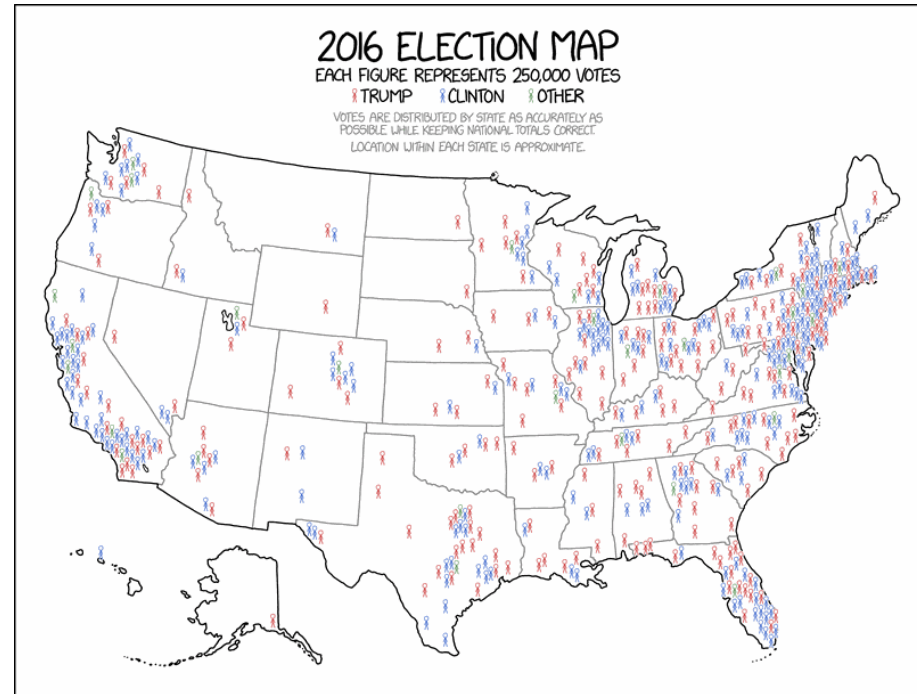 2016 ELECTION MAP
EACH FIGURE REPRESENTS 250,000 VOTES
TRUMP CLINTON OTHER
VOTES ARE DISTRIBUTED BY STATE AS ACCURATELY AS
POSSIBLE WHILE KEEPING NATIONAL TOTALS CORRECT.
LOCATION WITHIN EACH STATE IS APPROXIMATE.